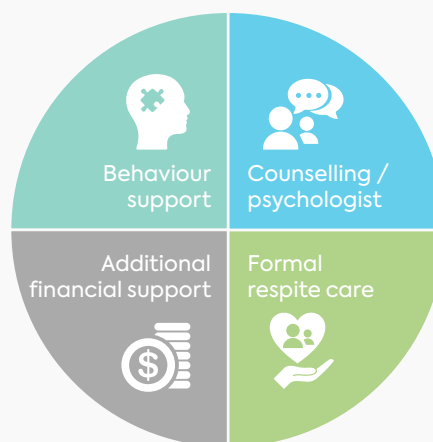 Behaviour
support
Counselling /
psychologist
Additional
financial support
$
Formal
respite care